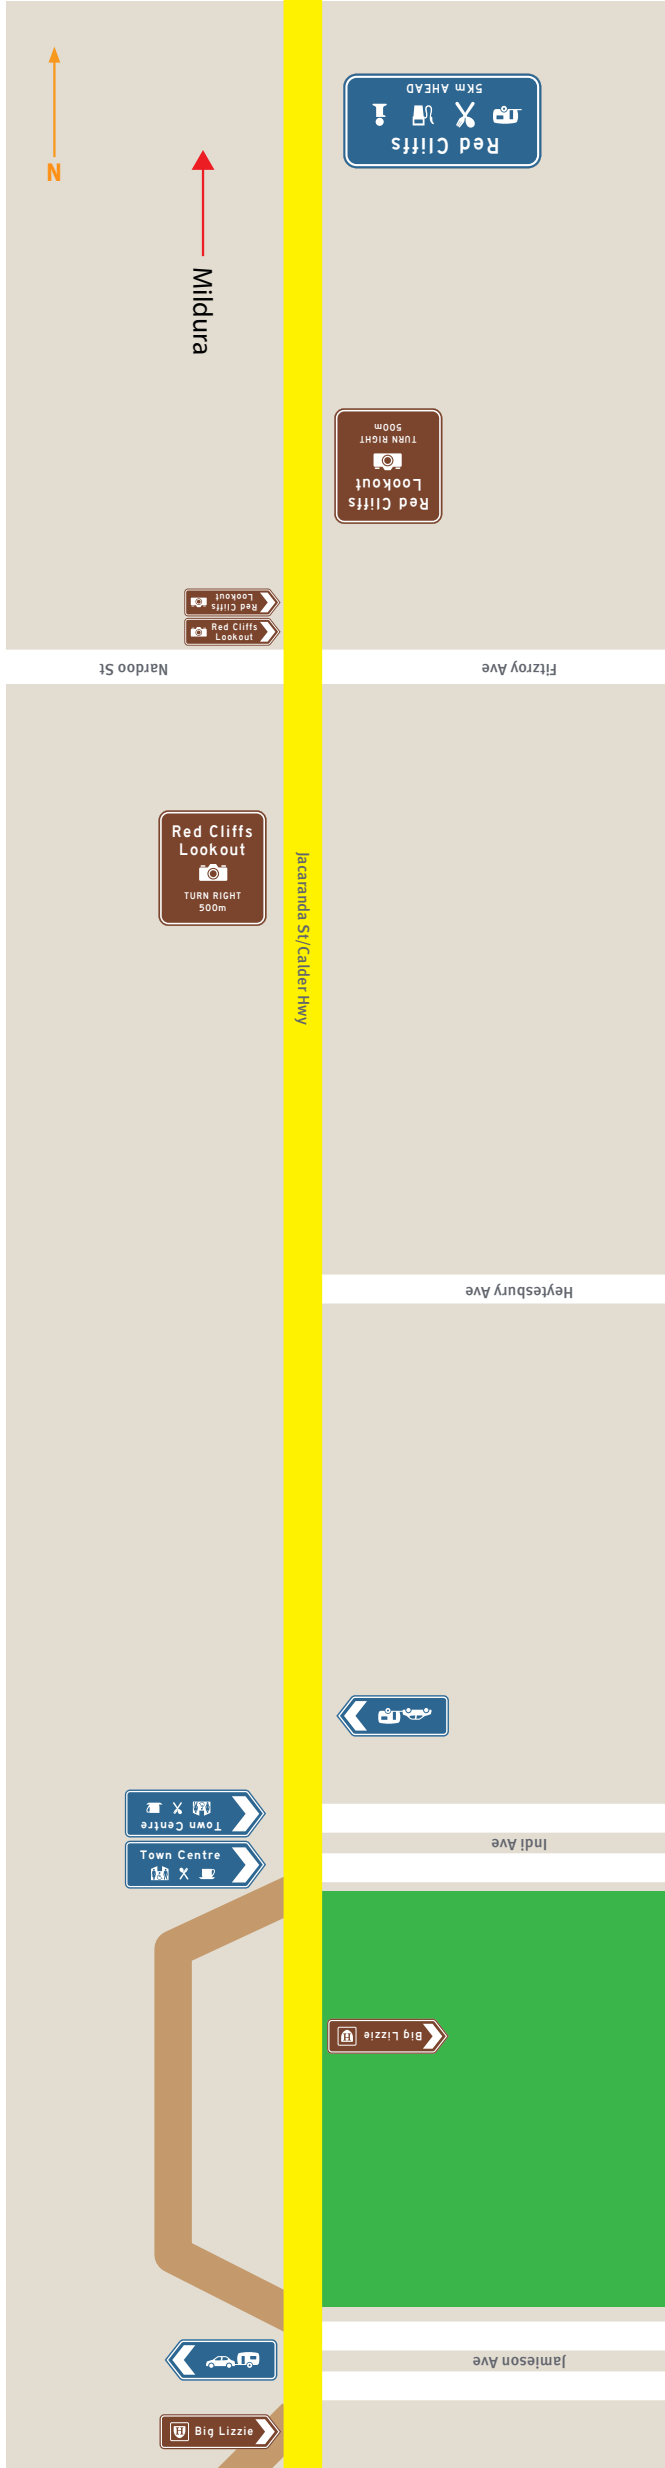 Red Cliffs
5Km AHEAD
N
Mildura
Red Cliffs
Lookout
TURN RIGHT
500m
Red Cliffs
Lookout
Red Cliffs
Lookout
Nardoo St
Fitzroy Ave
Red Cliffs
Lookout
TURN RIGHT
500m
Jacaranda St/Calder Hwy
Heytesbury Ave
Town Centre
Indi Ave
Town Centre
Big Lizzie
H
Jamieson Ave
H
Big Lizzie